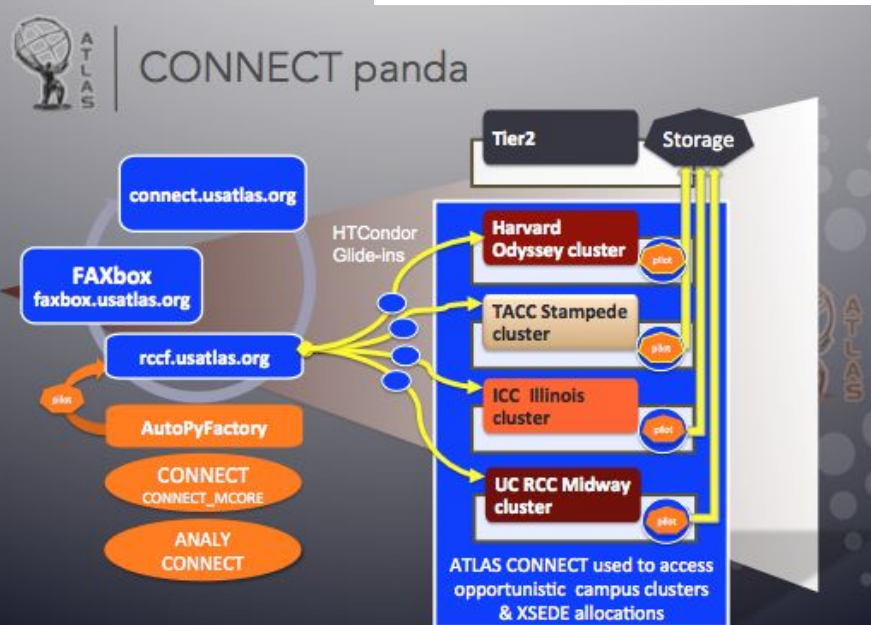 ATLAS
CONNECT panda
Tier2
Storage
connect.usatlas.org
HTCondor
Glide-ins
Harvard
Odyssey cluster
pilot
FAXbox
faxbox.usatlas.org
TACC Stampede
cluster
pilot
rccf.usatlas.org
pilot
ICC Illinois
cluster
pilot
AutoPyFactory
CONNECT
CONNECT_MCORE
UC RCC Midway
cluster
pilot
ANALY
CONNECT
ATLAS CONNECT used to access
opportunistic campus clusters
& XSEDE allocations
ATLAS